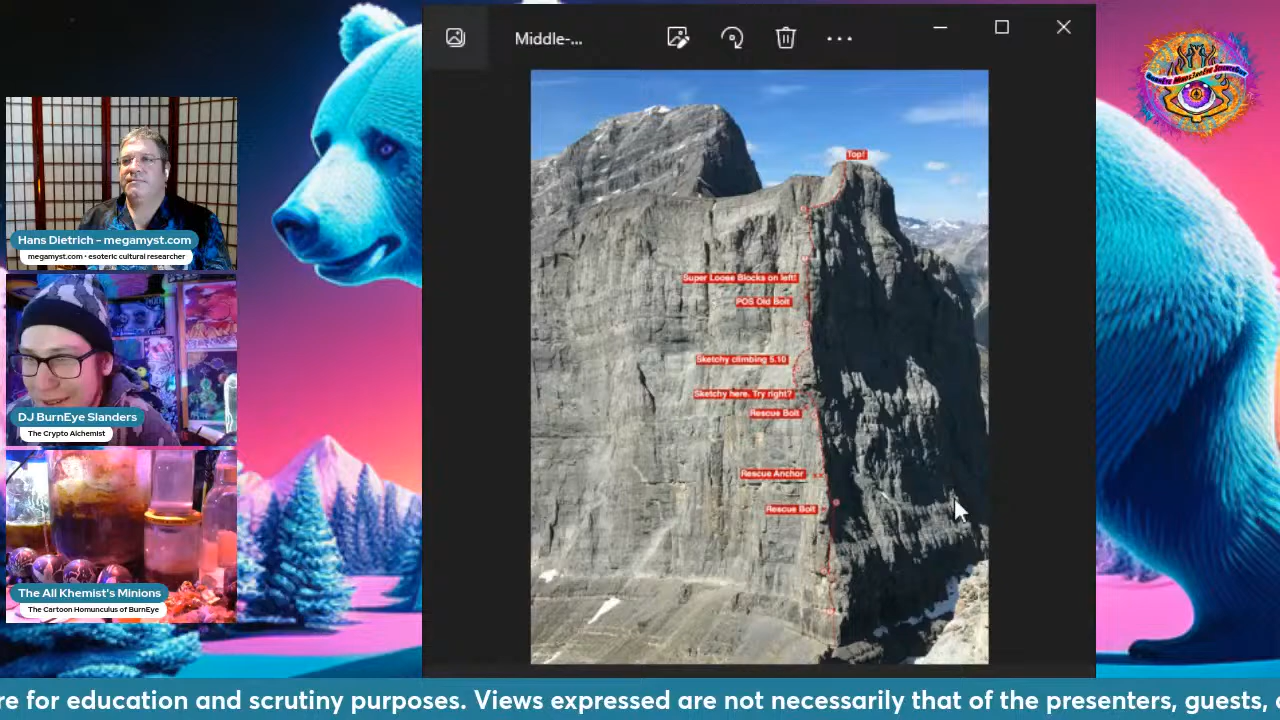 Middle-...
Hans Dietrich - megamyst.com
megamyst.com • esoteric cultural researcher
DJ BurnEye Slanders
The Crypto Alchemist
The All Khemist's Minions
The Cartoon Homunculus of BurnEye
Top!
Super Loose Blocks on left!
POS Old Bolt
Sketchy climbing 5.10
Sketchy here. Try right?
Rescue Bolt
Rescue Anchor
Rescue Bolt
re for education and scrutiny purposes. Views expressed are not necessarily that of the presenters, guests,